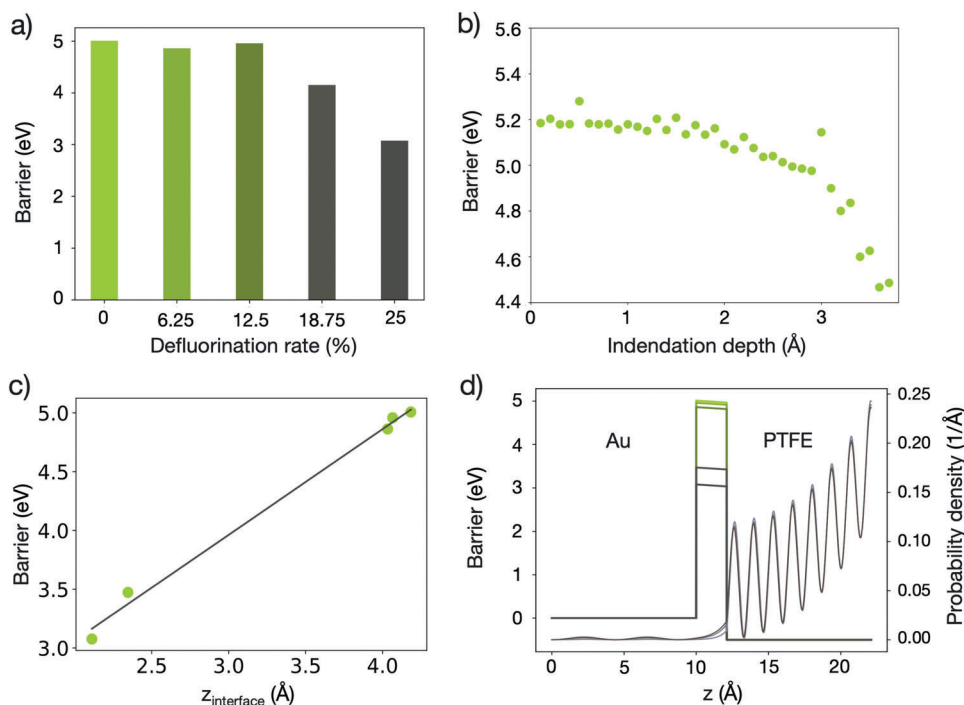 a)
Barrier (eV)
5
4
3
2
1
0
0 6.25 12.5 18.75 25
Defluorination rate (%)
b)
Barrier (eV)
5.6
5.4
5.2
5.0
4.8
4.6
4.4
0 1 2 3
Indendation depth (Å)
c)
Barrier (eV)
5.0
4.5
4.0
3.5
3.0
2.5 3.0 3.5 4.0
zinterface (Å)
d)
Barrier (eV)
5
4
3
2
1
0
Au
PTFE
0.25
0.20
0.15
0.10
0.05
0.00
Probability density (1/Å)
0 5 10 15 20
z (Å)